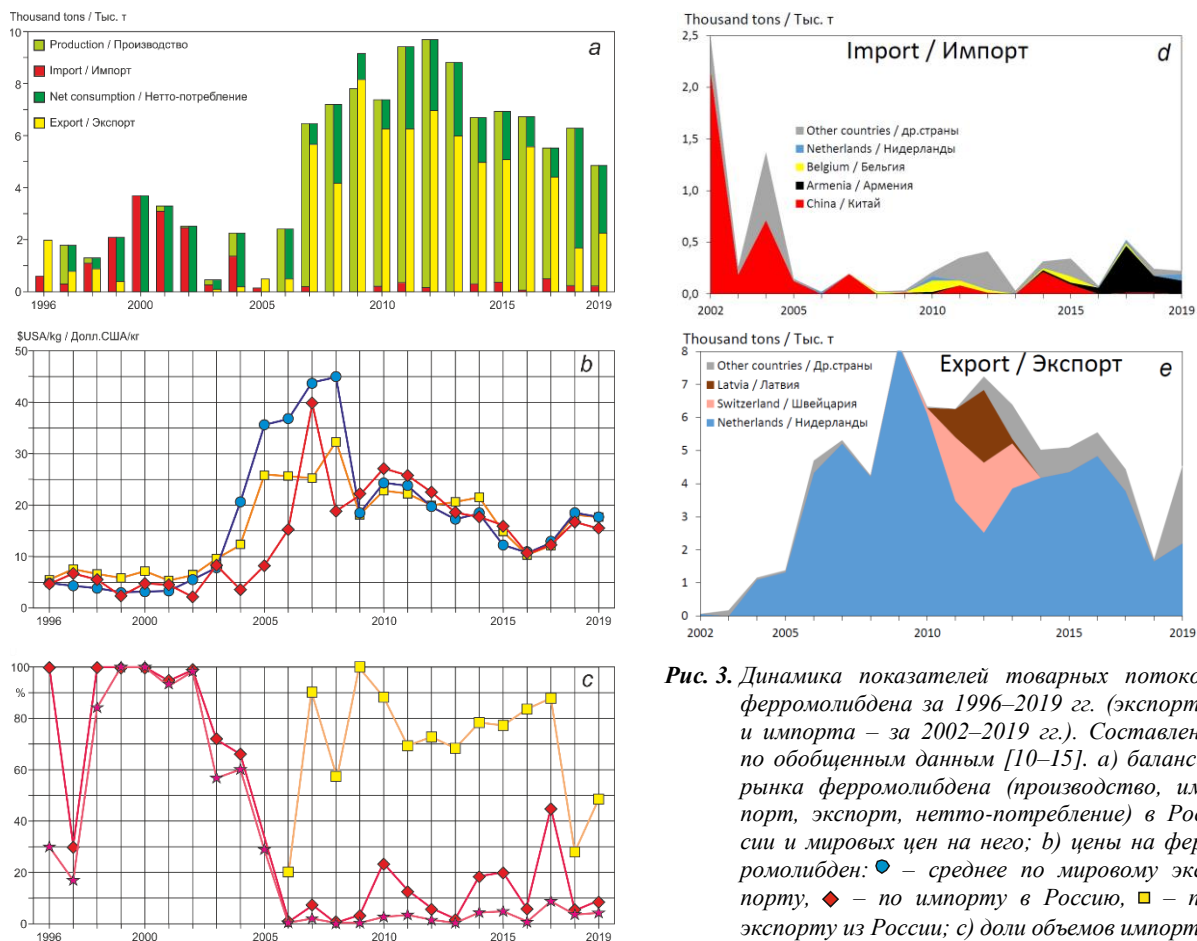 Thousand tons / Тыс. т
10
8
6
4
2
0
a
Production / Производство
Import / Импорт
Net consumption / Нетто-потребление
Export / Экспорт
1996 2000 2005 2010 2015 2019
$USA/kg / Долл.США/кг
50
40
30
20
10
0
b
1996 2000 2005 2010 2015 2019
100
%
80
60
40
20
0
c
1996 2000 2005 2010 2015 2019
Thousand tons / Тыс. т
2,5
2,0
1,5
1,0
0,5
0,0
Import / Импорт
d
Other countries / др.страны
Netherlands / Нидерланды
Belgium / Бельгия
Armenia / Армения
China / Китай
2002 2005 2010 2015 2019
Thousand tons / Тыс. т
8
7
6
5
4
3
2
1
0
Export / Экспорт
e
Other countries / Др.страны
Latvia / Латвия
Switzerland / Швейцария
Netherlands / Нидерланды
2002 2005 2010 2015 2019
Рис. 3. Динамика показателей товарных потоко
ферромолибдена за 1996–2019 гг. (экспорт
и импорта – за 2002–2019 гг.). Составлен
по обобщенным данным [10–15]. а) баланс
рынка ферромолибдена (производство, им
порт, экспорт, нетто-потребление) в Рос
сии и мировых цен на него; b) цены на фер
ромолибден: – среднее по мировому экс
порту, – по импорту в Россию, – п
экспорту из России; c) доли объемов импорт